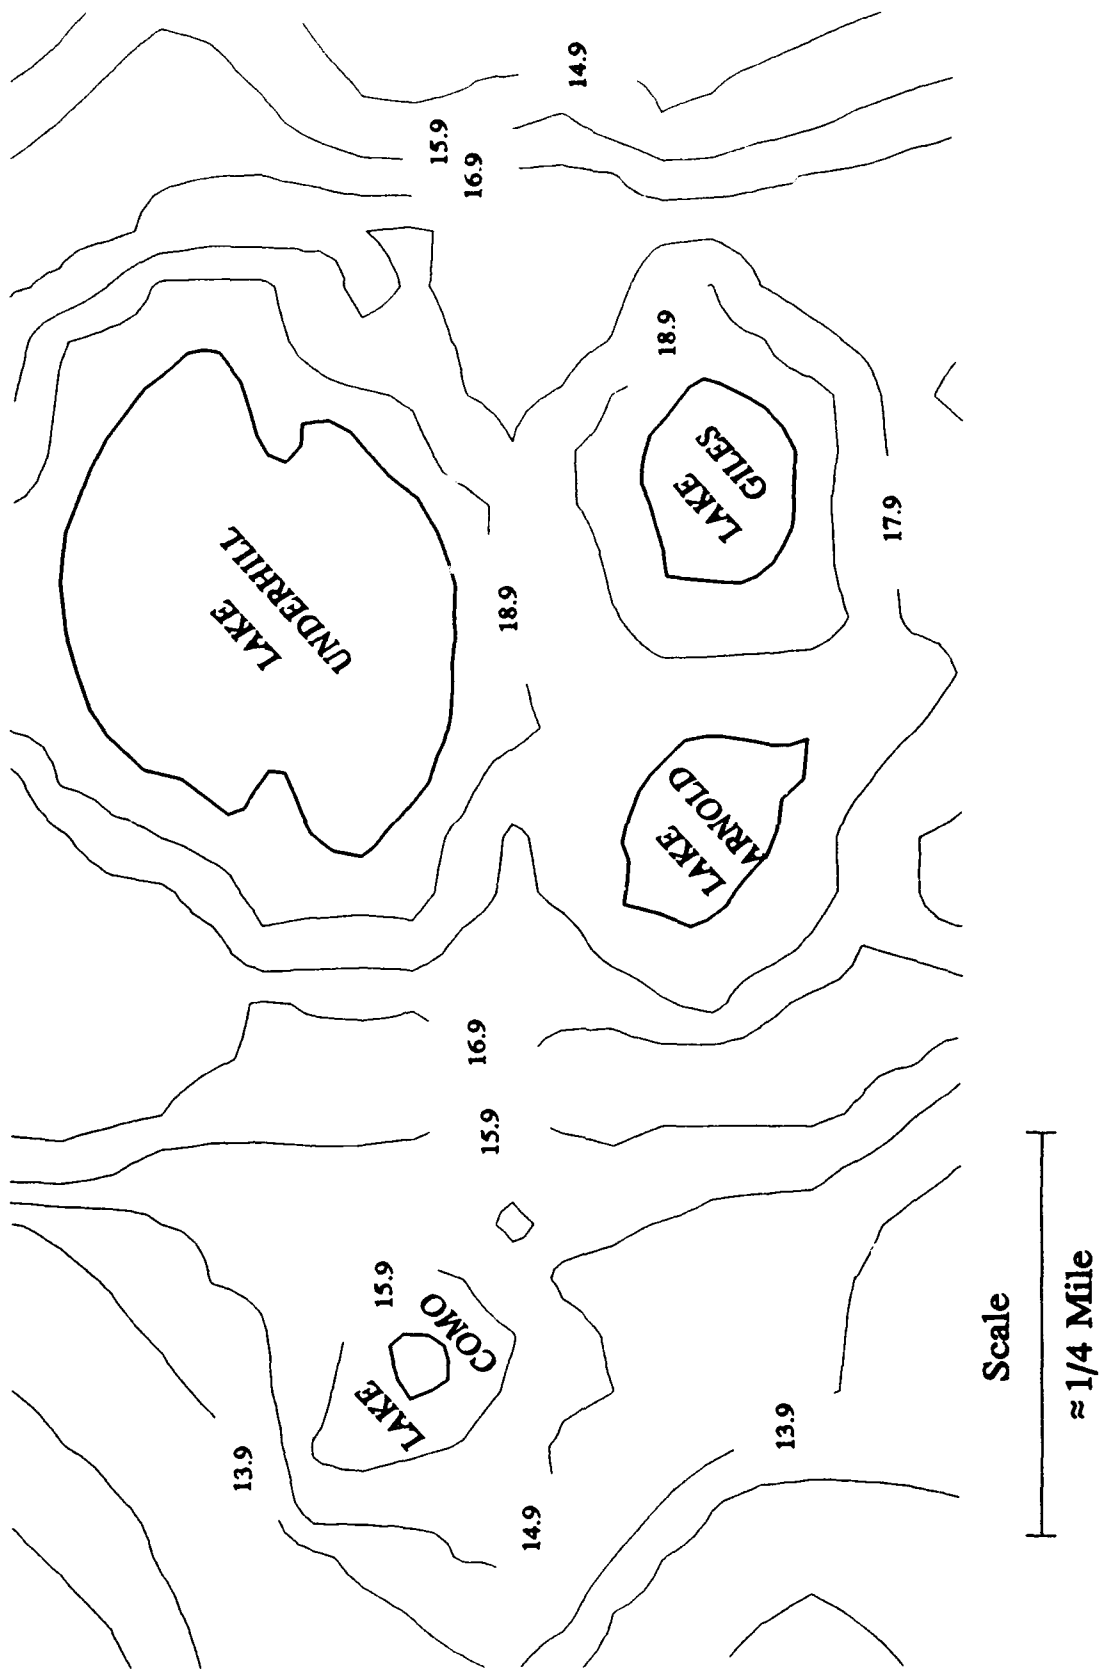 14.9
15.9
16.9
18.9
LAKE
GILES
17.9
LAKE
UNDERHILL
18.9
LAKE
ARNOLD
16.9
15.9
15.9
LAKE
COMO
13.9
14.9
13.9
Scale
≈ 1/4 Mile